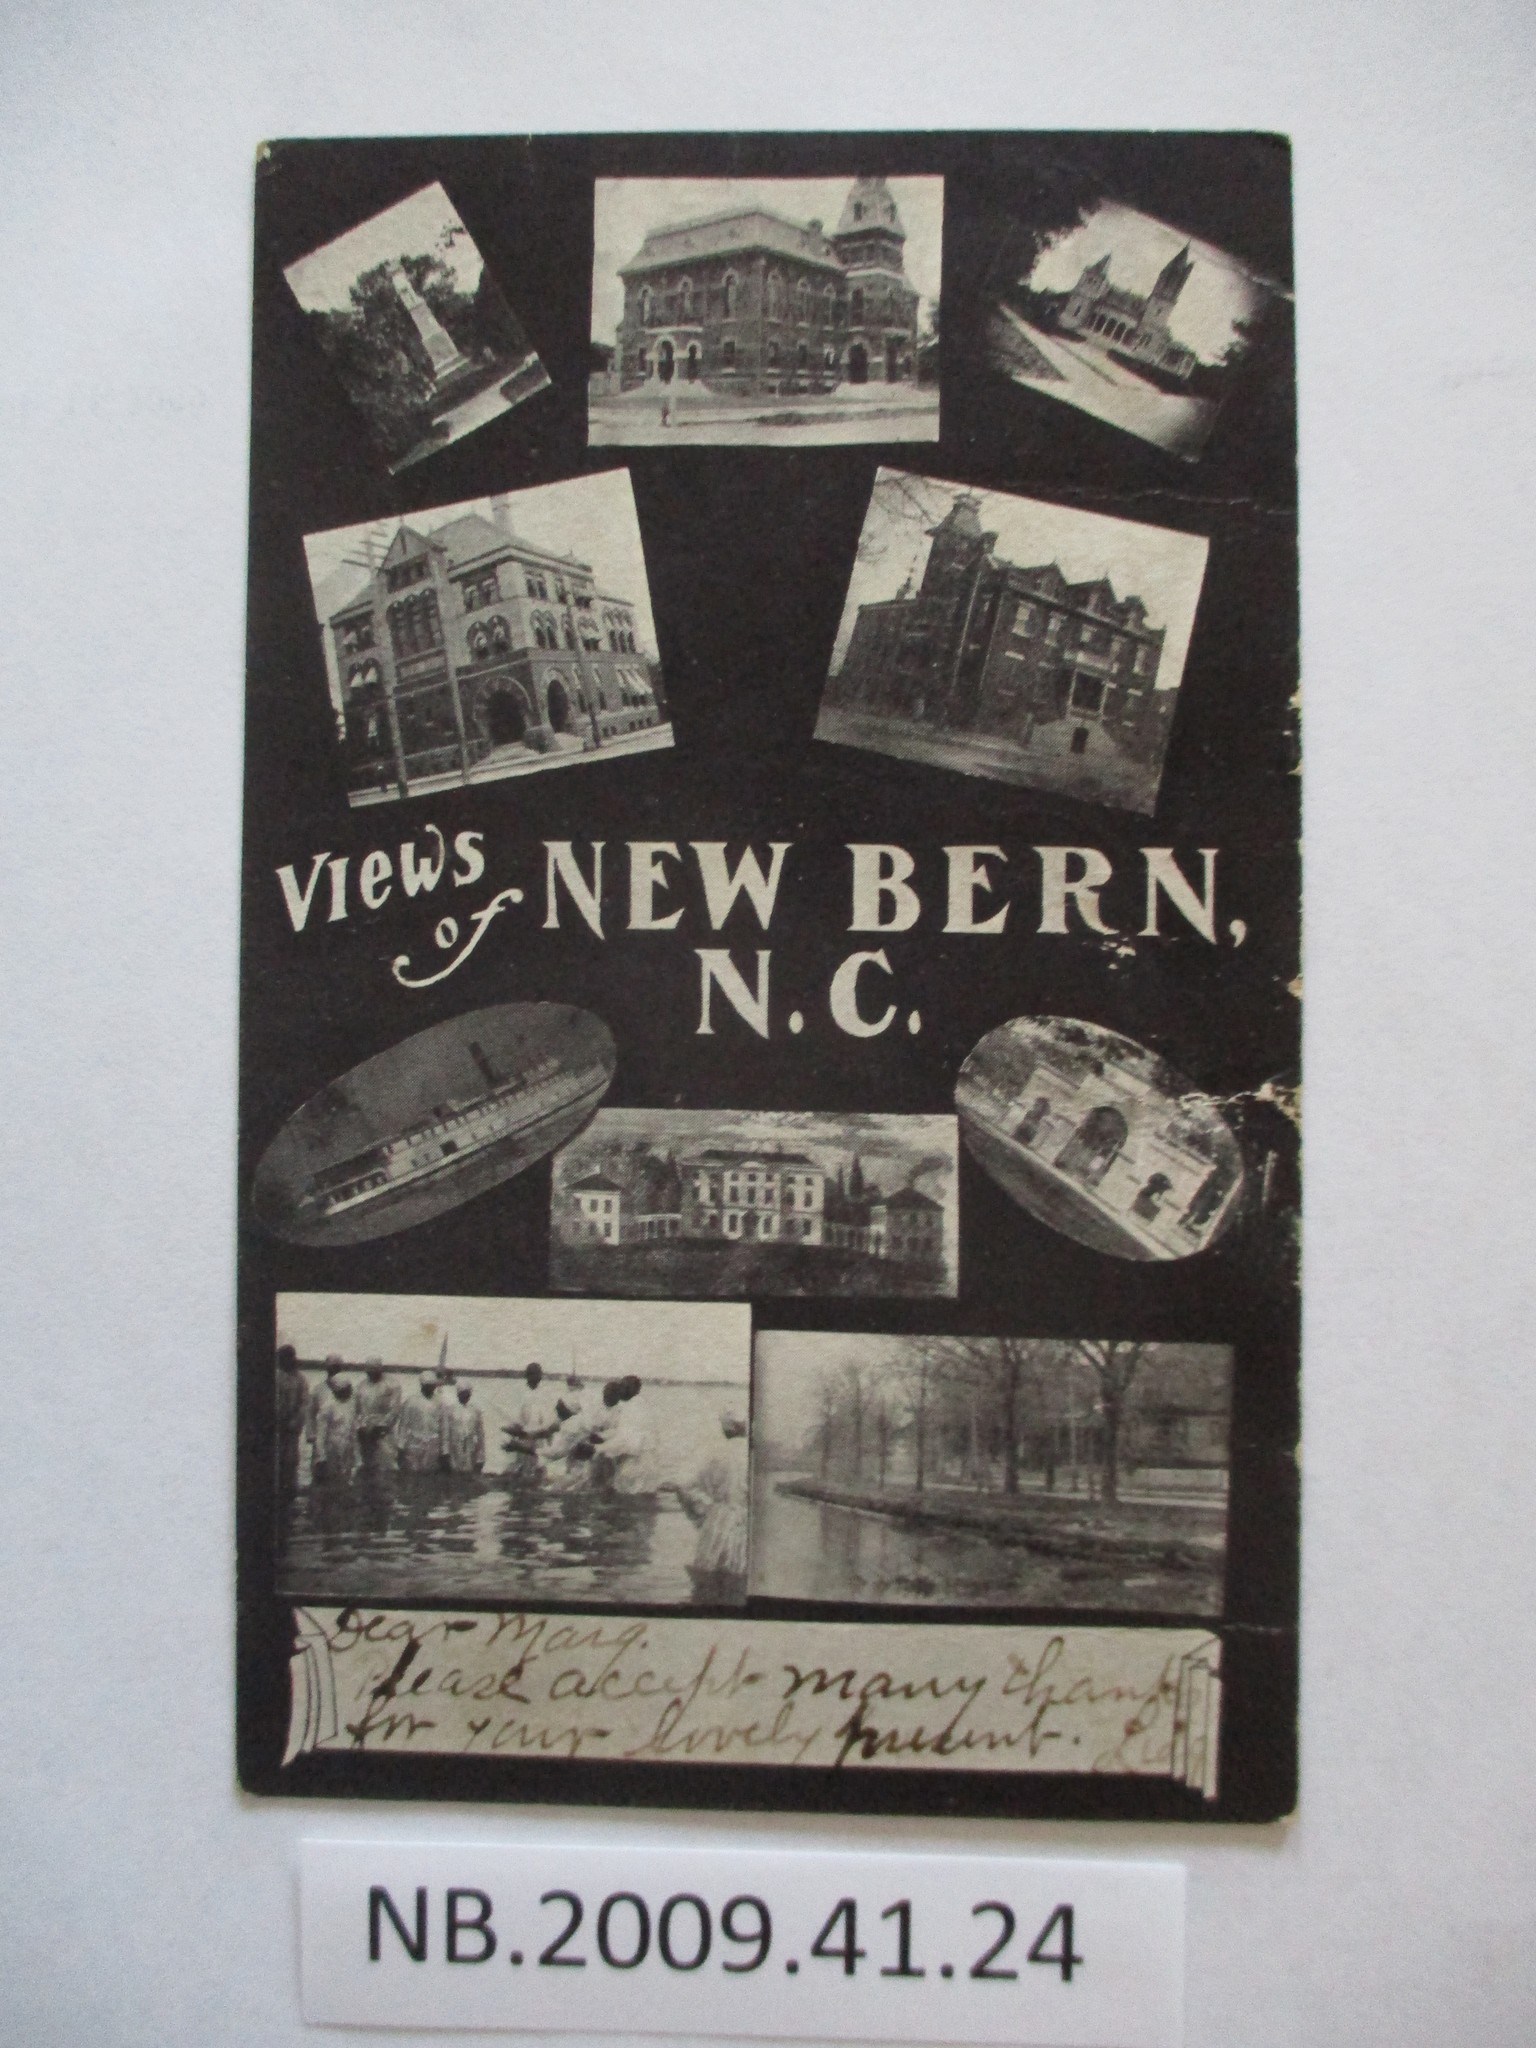 Views
of NEW BERN,
N.C.
Dear Marg.
Please accept many thanks
for your lovely present.
NB.2009.41.24